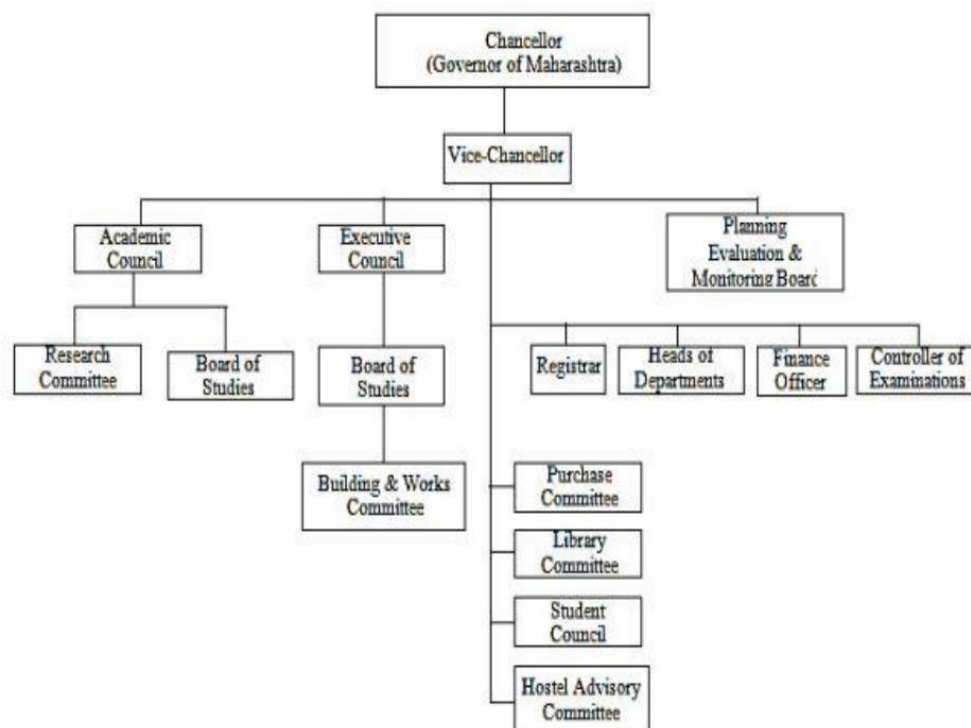 Chancellor
(Governor of Maharashtra)
Vice-Chancellor
Academic
Council
Executive
Council
Planning
Evaluation &
Monitoring Board
Research
Committee
Board of
Studies
Board of
Studies
Registrar
Heads of
Departments
Finance
Officer
Controller of
Examinations
Building & Works
Committee
Purchase
Committee
Library
Committee
Student
Council
Hostel Advisory
Committee